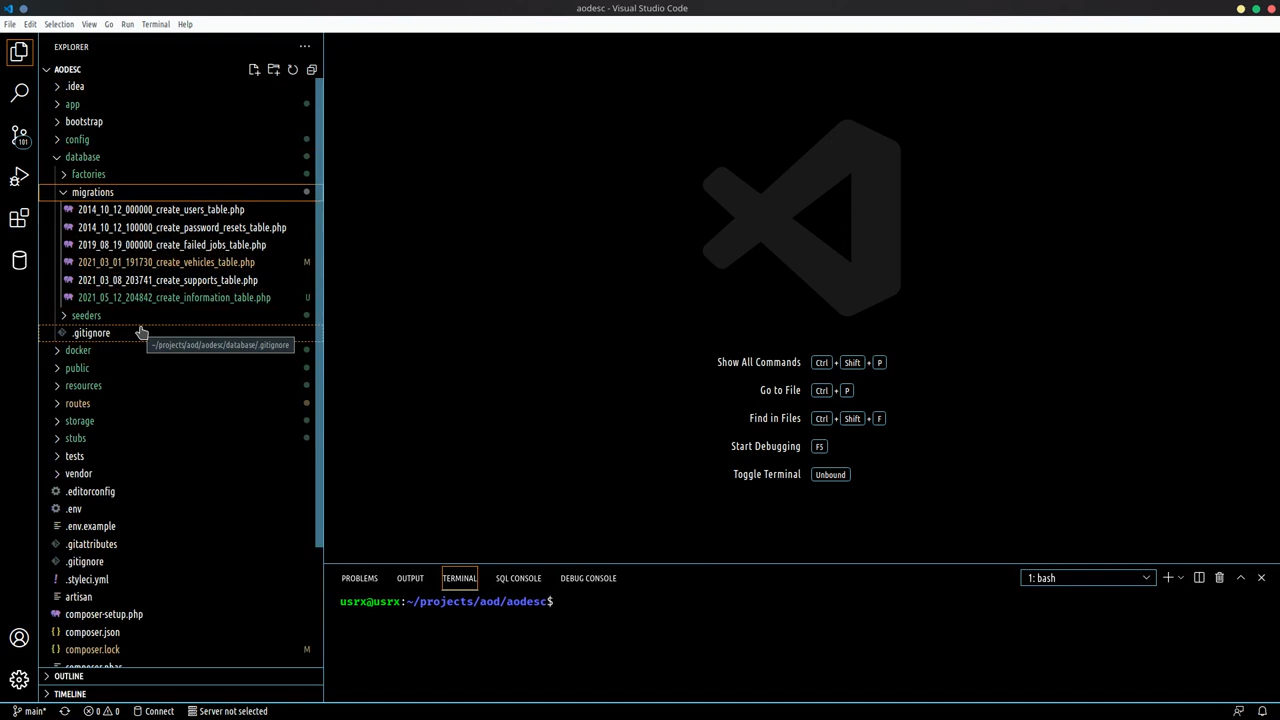 aodesc - Visual Studio Code
File Edit Selection View Go Run Terminal Help
EXPLORER
AODESC
.idea
app
bootstrap
config
database
factories
migrations
2014_10_12_000000_create_users_table.php
2014_10_12_100000_create_password_resets_table.php
2019_08_19_000000_create_failed_jobs_table.php
2021_03_01_191730_create_vehicles_table.php M
2021_03_08_203741_create_supports_table.php
2021_05_12_204842_create_information_table.php U
seeders
.gitignore
~/projects/aod/aodesc/database/.gitignore
docker
public
resources
routes
storage
stubs
tests
vendor
.editorconfig
.env
.env.example
.gitattributes
.gitignore
.styleci.yml
artisan
composer-setup.php
composer.json
composer.lock M
composer.phar
OUTLINE
TIMELINE
101
Show All Commands Ctrl + Shift + P
Go to File Ctrl + P
Find in Files Ctrl + Shift + F
Start Debugging F5
Toggle Terminal Unbound
PROBLEMS OUTPUT TERMINAL SQL CONSOLE DEBUG CONSOLE 1: bash
usrx@usrx:~/projects/aod/aodesc$
main* 0 0 Connect Server not selected